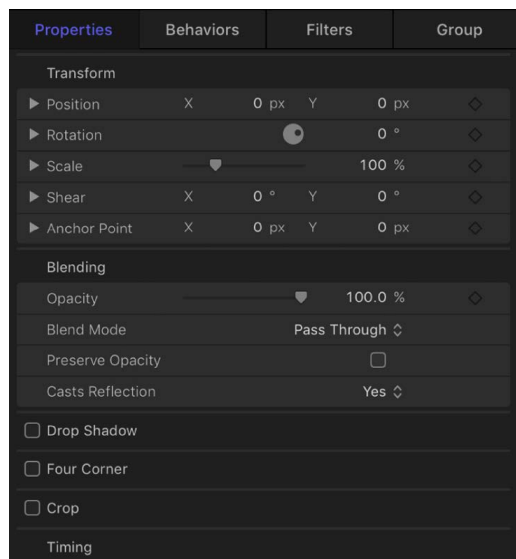 Properties Behaviors Filters Group
Transform
Position X 0 px Y 0 px
Rotation 0 °
Scale 100 %
Shear X 0 ° Y 0 °
Anchor Point X 0 px Y 0 px
Blending
Opacity 100.0 %
Blend Mode Pass Through
Preserve Opacity
Casts Reflection Yes
Drop Shadow
Four Corner
Crop
Timing